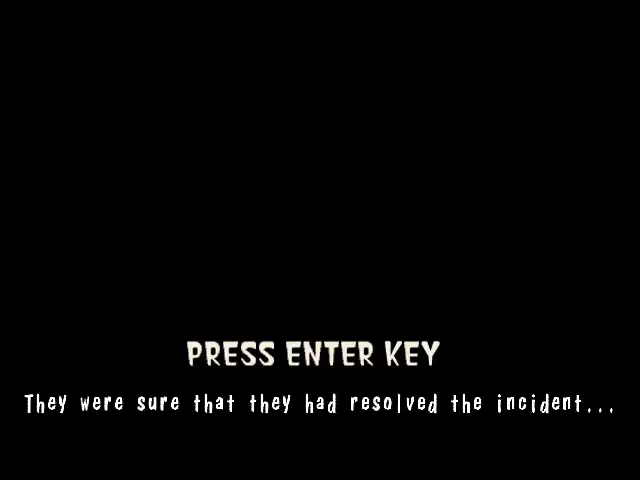 PRESS ENTER KEY
They were sure that they had resolved the incident...